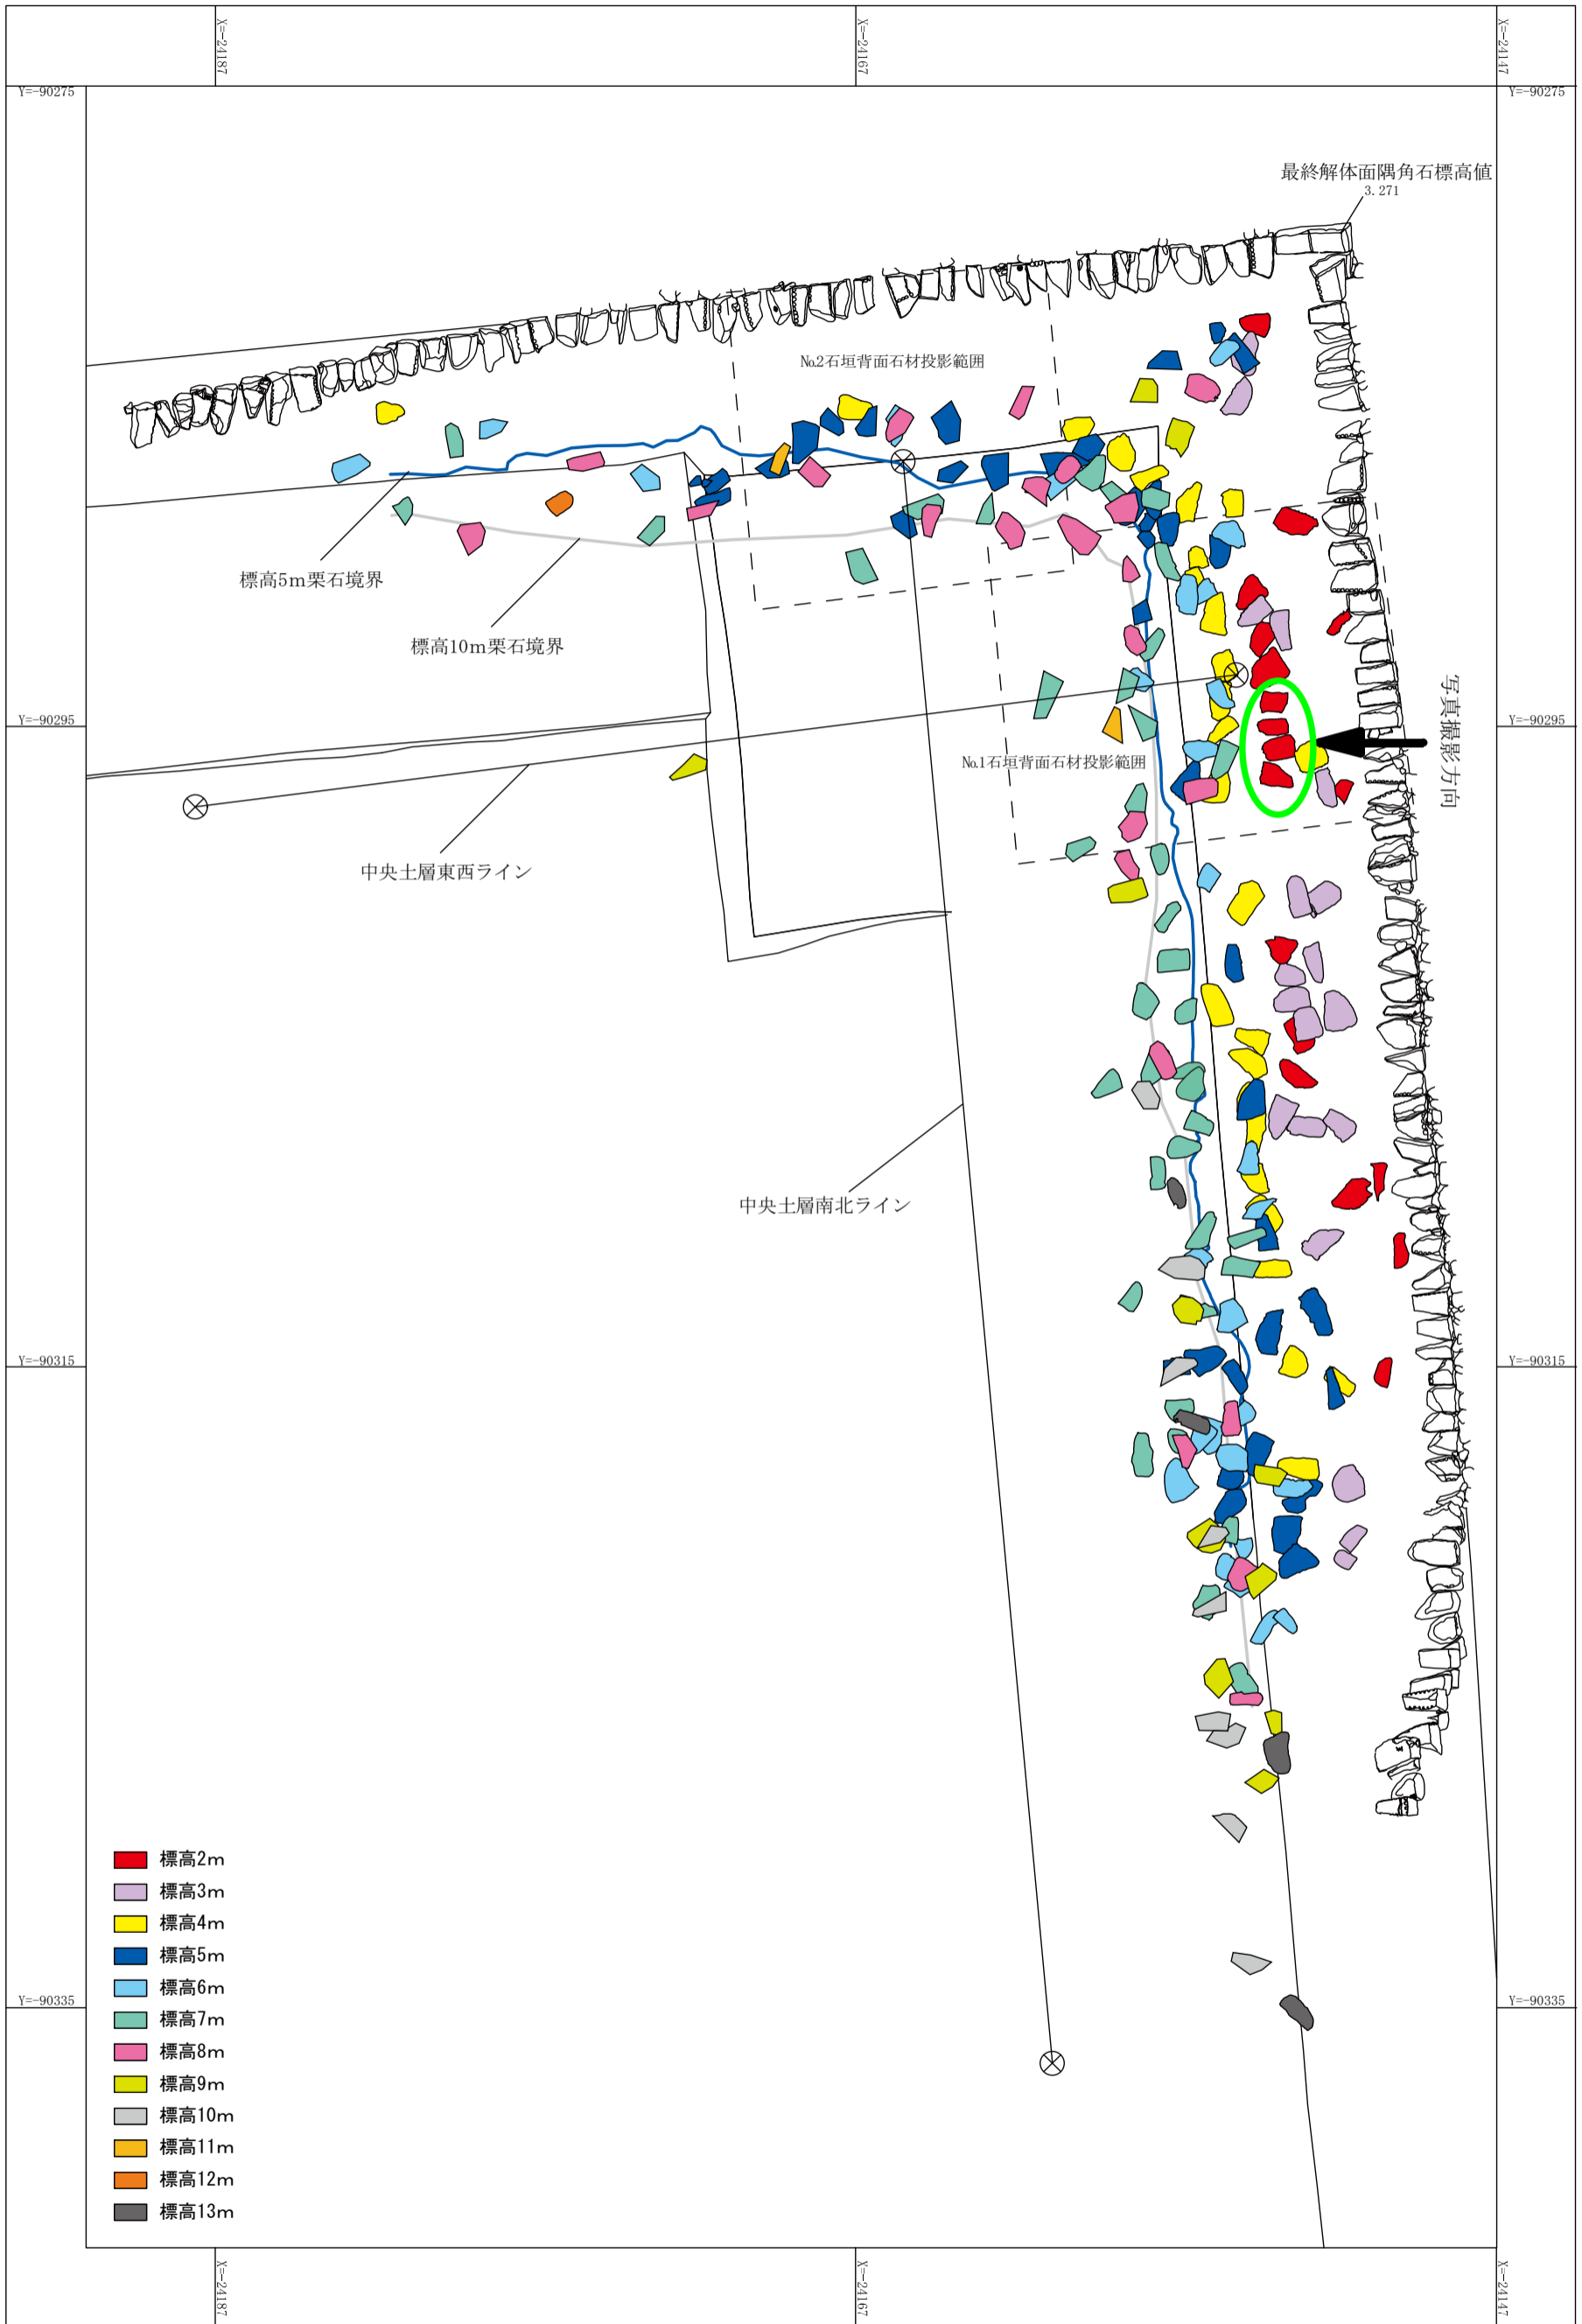 X=-24187
X=-24167
X=-24147
Y=-90275
Y=-90275
最終解体面隅角石標高値
3.271
№2石垣背面石材投影範囲
標高5m栗石境界
標高10m栗石境界
写真撮影方向
Y=-90295
Y=-90295
№1石垣背面石材投影範囲
中央土層東西ライン
中央土層南北ライン
Y=-90315
Y=-90315
標高2m
標高3m
標高4m
標高5m
標高6m
標高7m
標高8m
標高9m
標高10m
標高11m
標高12m
標高13m
Y=-90335
Y=-90335
X=-24187
X=-24167
X=-24147